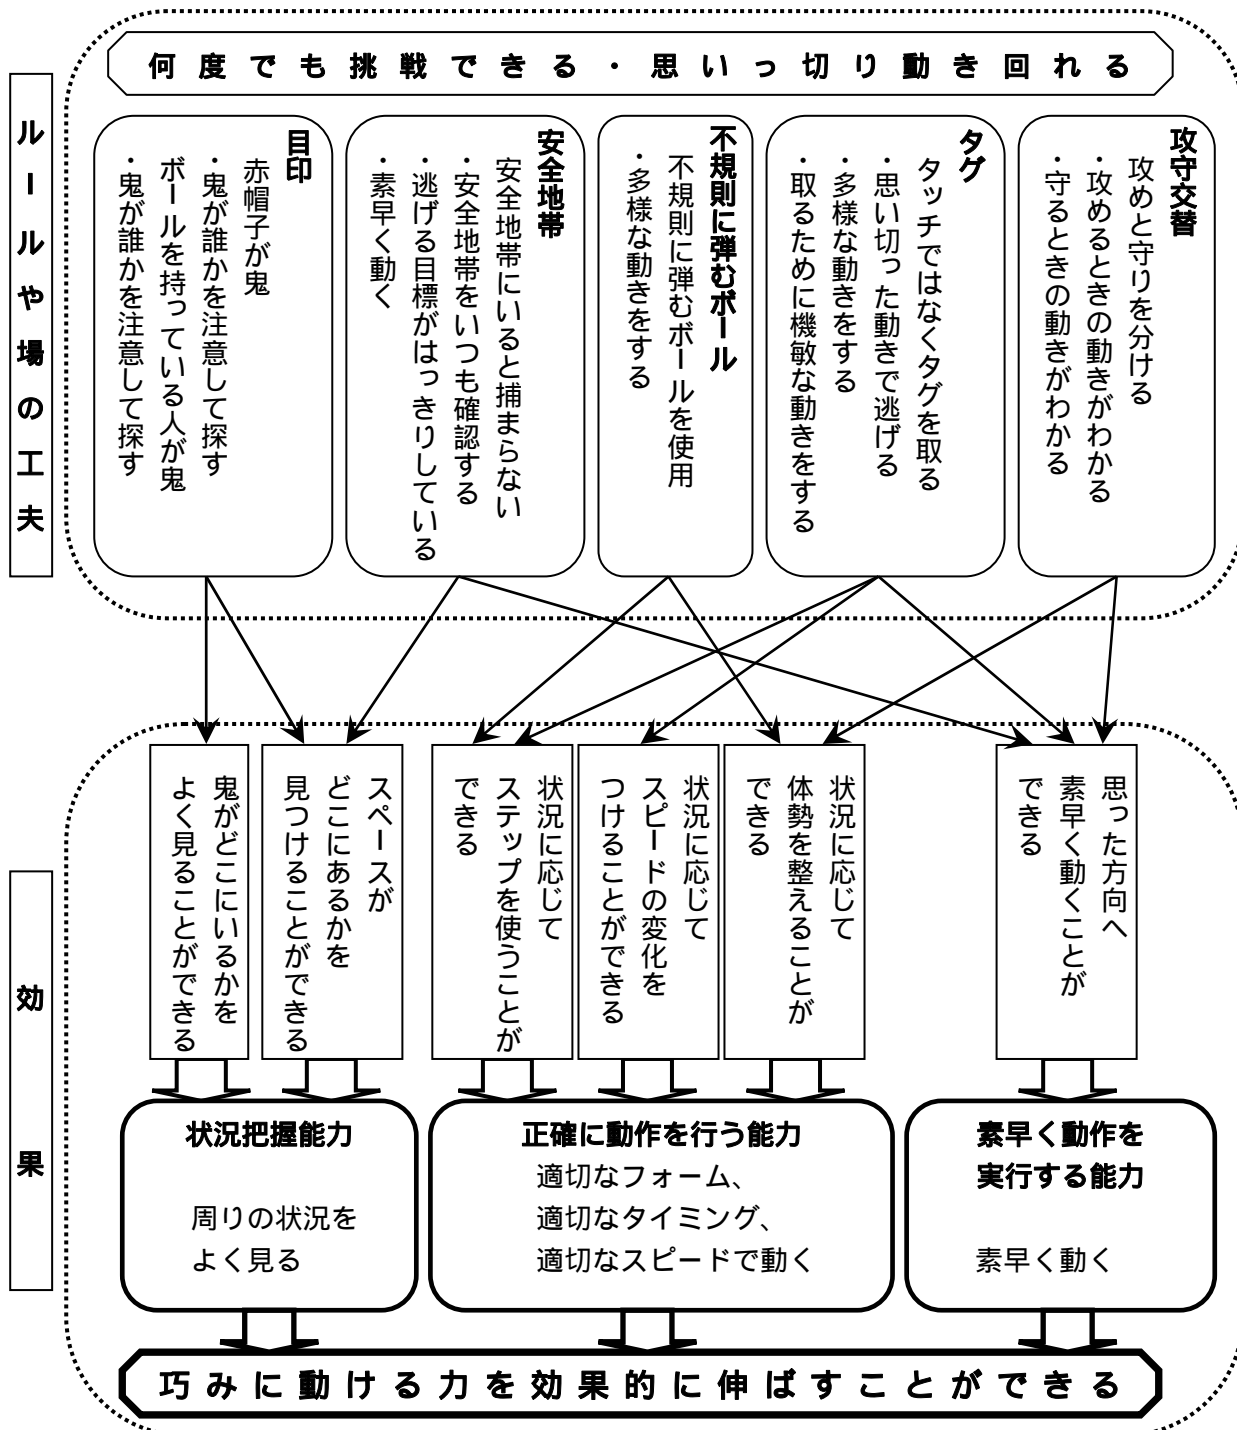 何度でも挑戦できる・思いっ切り動き回れる
ルールや場の工夫
攻守交替
攻めと守りを分ける
・攻めるときの動きがわかる
・守るときの動きがわかる
タグ
タッチではなくタグを取る
・思い切った動きで逃げる
・多様な動きをする
・取るために機敏な動きをする
不規則に弾むボール
不規則に弾むボールを使用
・多様な動きをする
安全地帯
安全地帯にいると捕まらない
・安全地帯をいつも確認する
・逃げる目標がはっきりしている
・素早く動く
目印
赤帽子が鬼
・鬼が誰かを注意して探す
ボールを持っている人が鬼
・鬼が誰かを注意して探す
効果
思った方向へ
素早く動くことが
できる
状況に応じて
体勢を整えることが
できる
状況に応じて
スピードの変化を
つけることができる
状況に応じて
ステップを使うことが
できる
スペースが
どこにあるかを
見つけることができる
鬼がどこにいるかを
よく見ることができる
状況把握能力
周りの状況を
よく見る
正確に動作を行う能力
適切なフォーム、
適切なタイミング、
適切なスピードで動く
素早く動作を
実行する能力
素早く動く
巧みに動ける力を効果的に伸ばすことができる